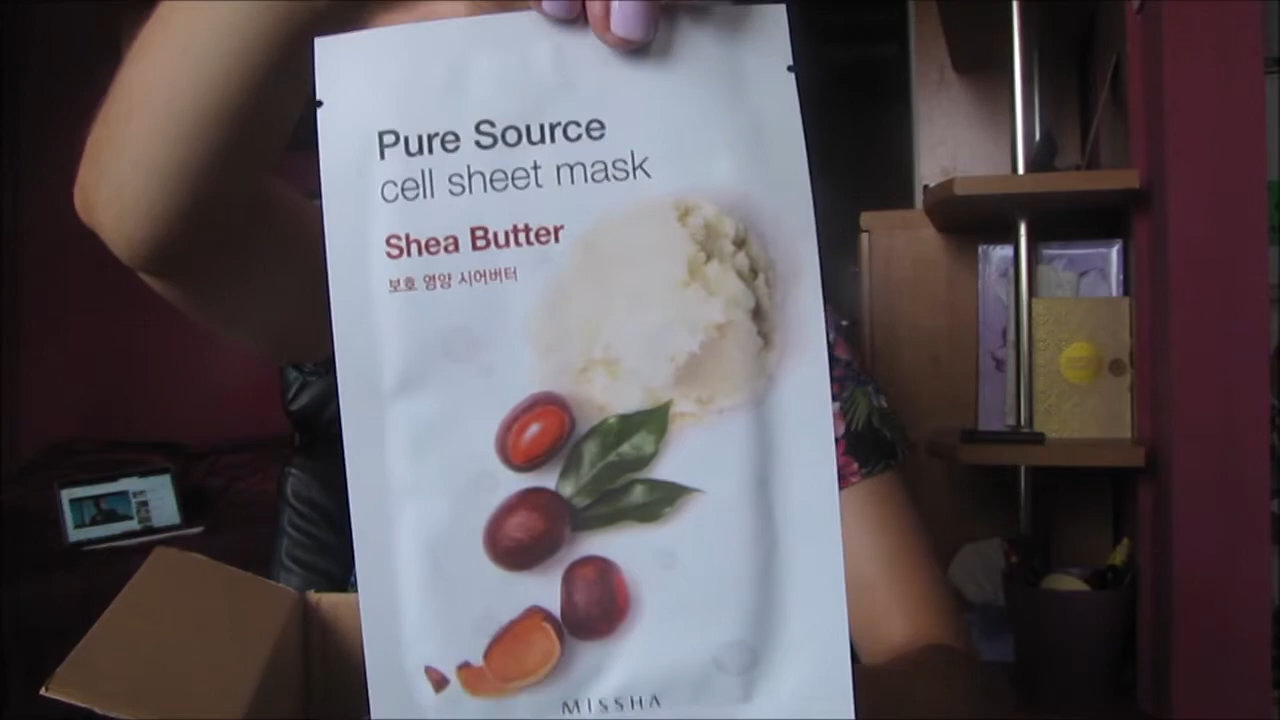 Pure Source
cell sheet mask
Shea Butter
보호 영양 시어버터
MISSHA